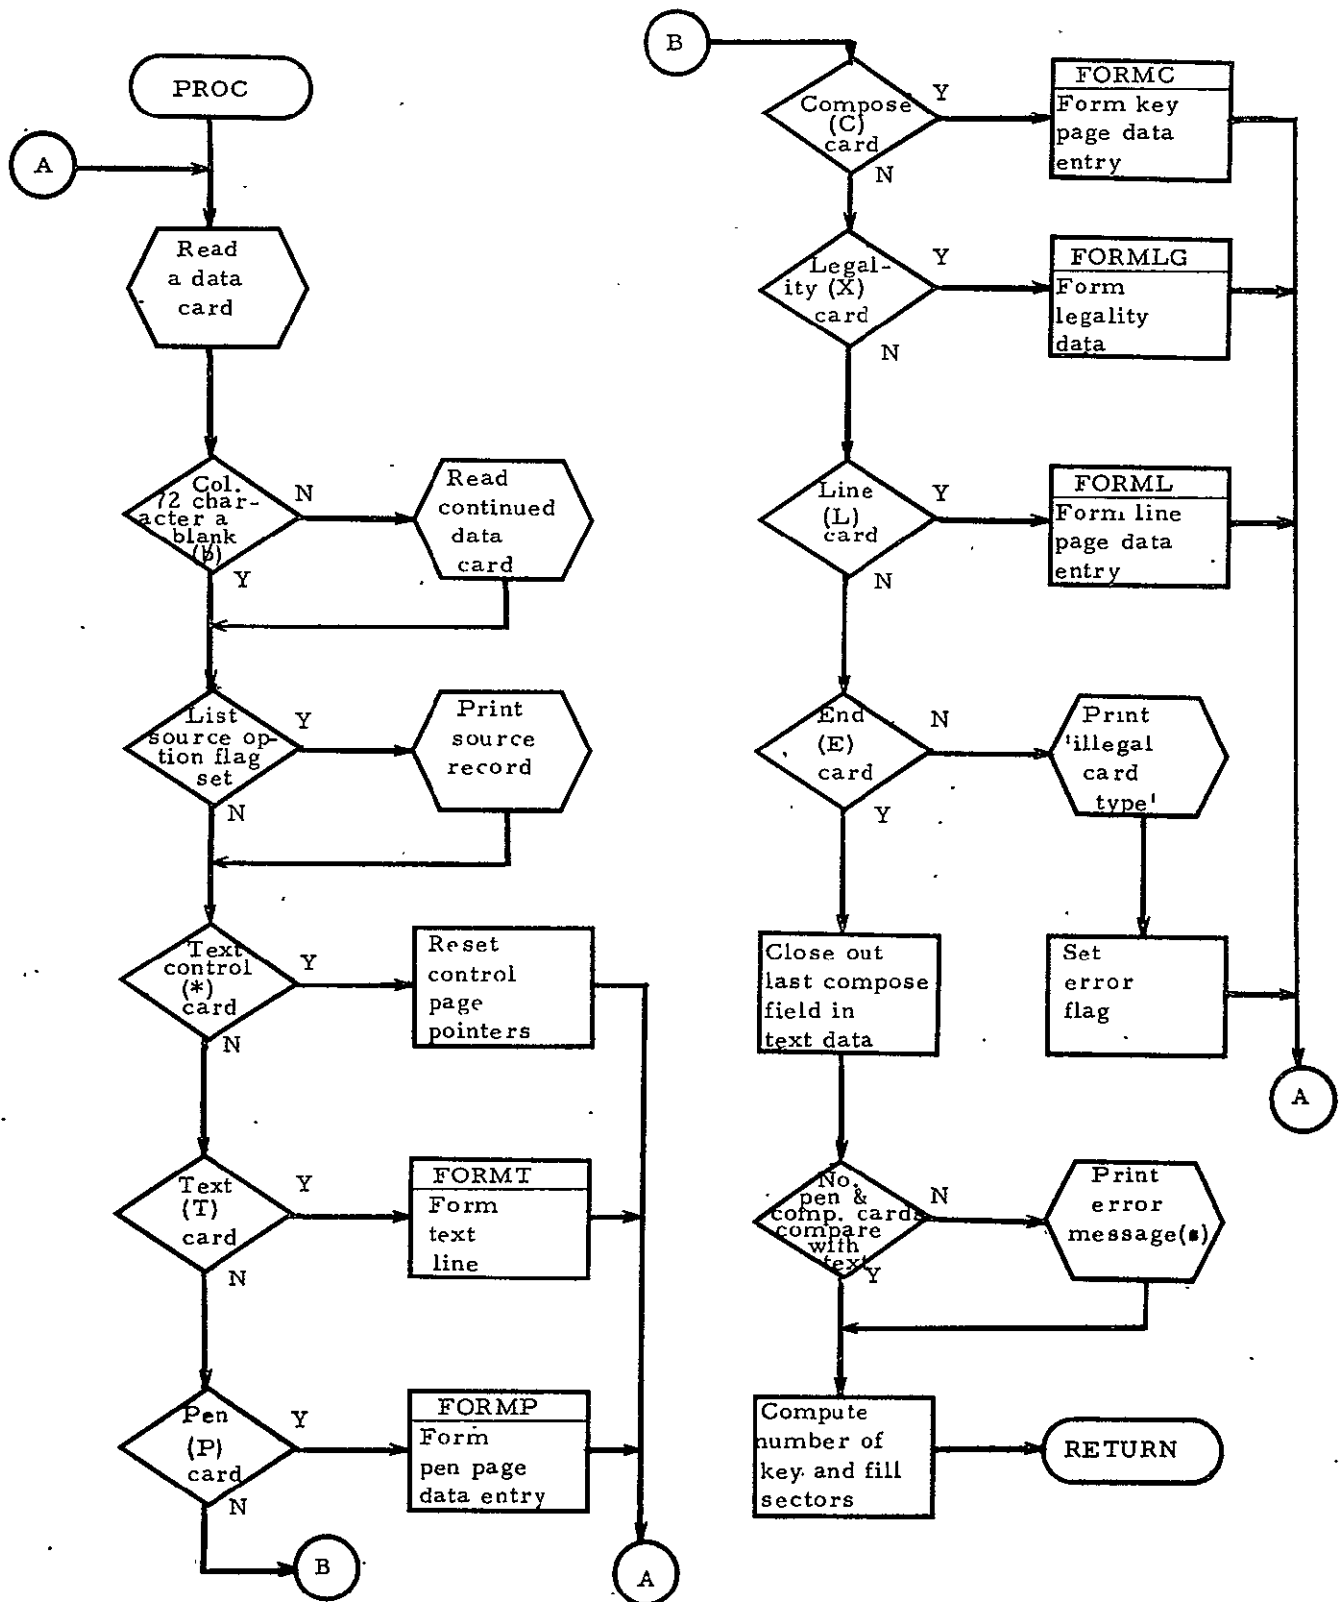 PROC
A
Read
a data
card
Col.
72 char-
acter a
blank
(b)
N
Y
Read
continued
data
card
List
source op-
tion flag
set
Y
N
Print
source
record
Text
control
(*)
card
Y
N
Reset
control
page
pointers
Text
(T)
card
Y
N
FORMT
Form
text
line
Pen
(P)
card
Y
N
FORMP
Form
pen page
data entry
B
A
B
Compose
(C)
card
Y
N
FORMC
Form key
page data
entry
Legal-
ity (X)
card
Y
N
FORMLG
Form
legality
data
Line
(L)
card
Y
N
FORML
Form line
page data
entry
End
(E)
card
N
Y
Print
'illegal
card
type'
Set
error
flag
A
Close out
last compose
field in
text data
No.
pen &
comp. cards
compare
with
text
N
Y
Print
error
message(s)
Compute
number of
key and fill
sectors
RETURN